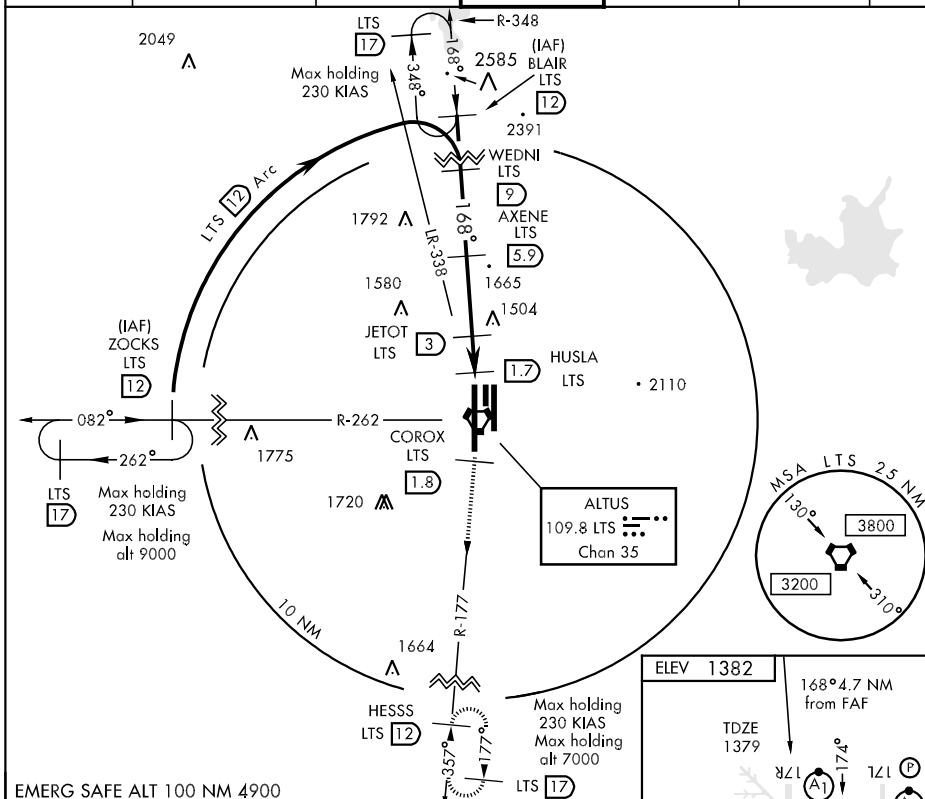 R-348
LTS
17
2049
168°
348°
Max holding
230 KIAS
2585
(IAF)
BLAIR
LTS
12
2391
WEDNI
LTS
9
LTS 12 Arc
168°
AXENE
LTS
5.9
1792
LR-338
1665
1580
1504
JETOT
LTS
3
1.7
HUSLA
LTS
(IAF)
ZOCKS
LTS
12
2110
082°
R-262
262°
1775
COROX
LTS
1.8
LTS
17
Max holding
230 KIAS
Max holding
alt 9000
1720
ALTUS
109.8 LTS
Chan 35
MSA LTS 25 NM
130°
3800
3200
310°
R-177
10 NM
1664
HESSS
LTS 12
357°
177°
Max holding
230 KIAS
Max holding
alt 7000
LTS 17
ELEV 1382
168° 4.7 NM
from FAF
TDZE
1379
174°
17R
A1
17L
P
EMERG SAFE ALT 100 NM 4900